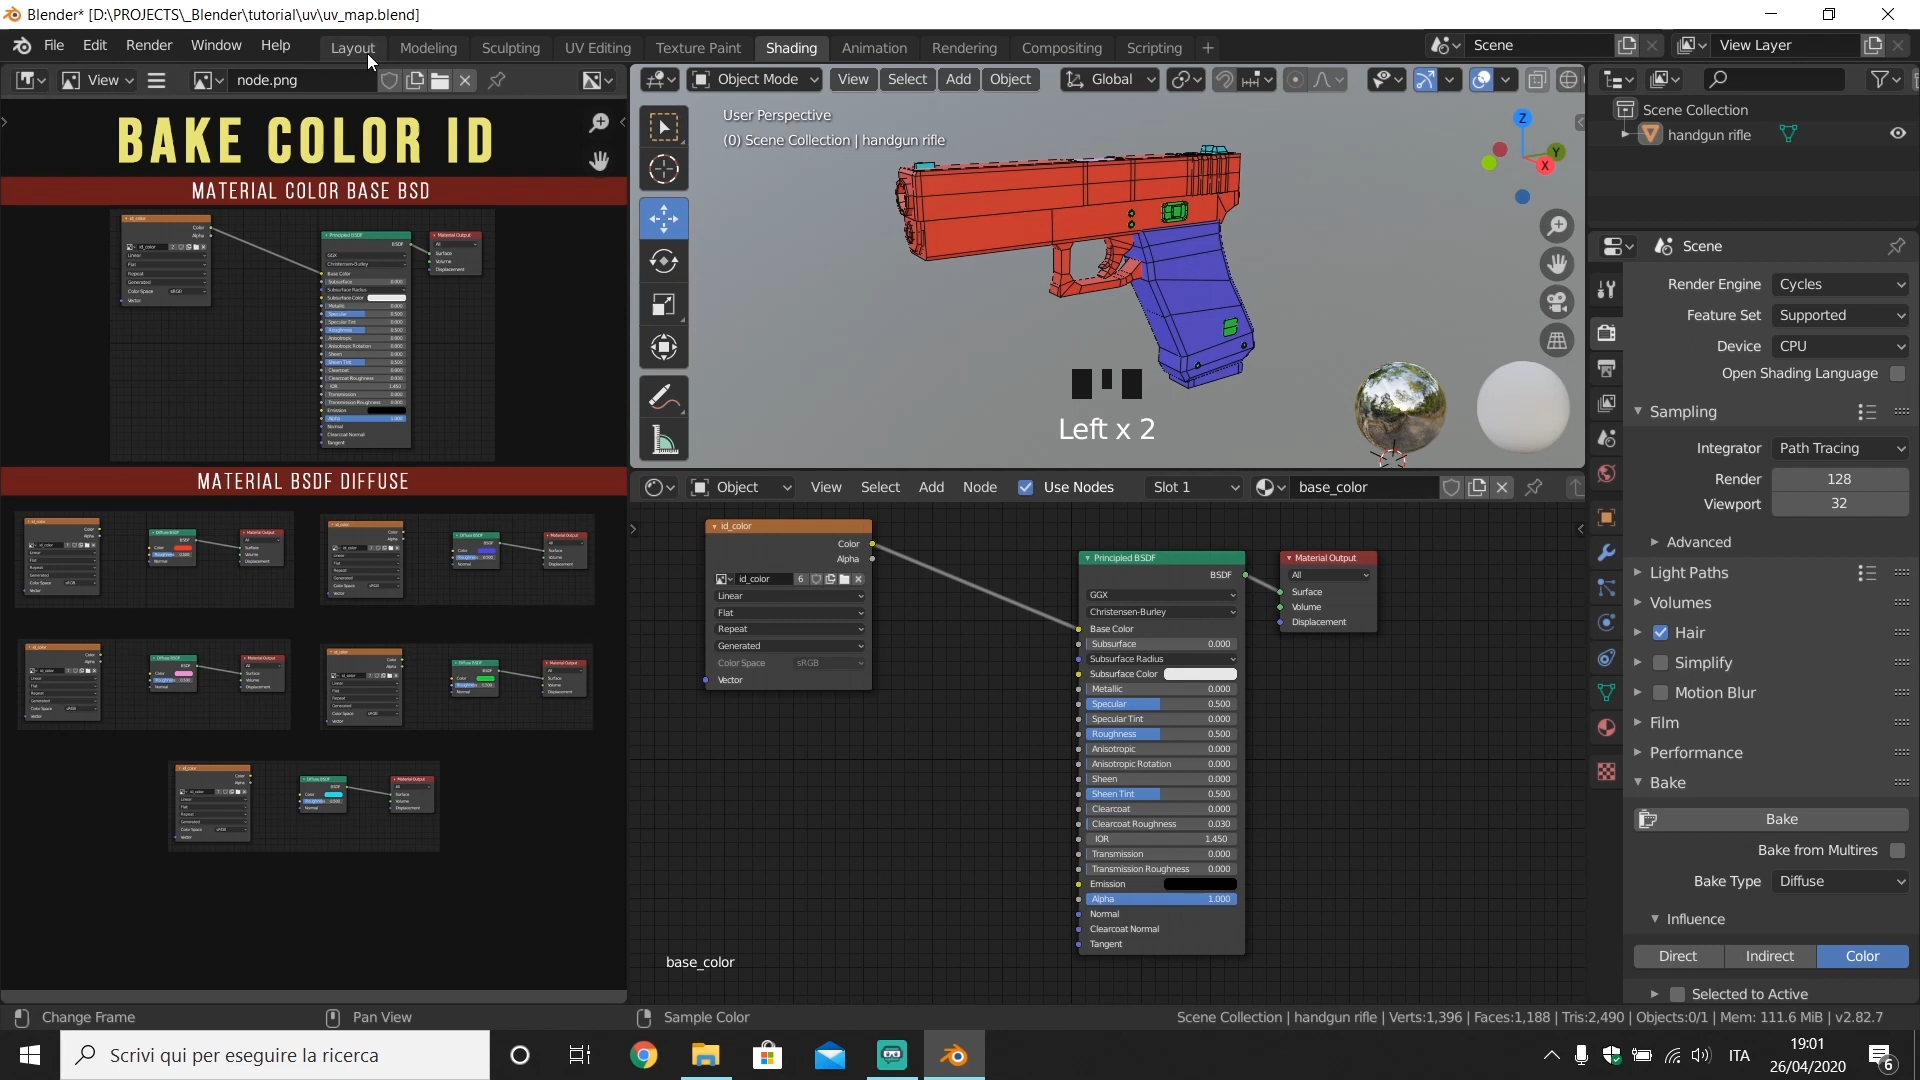 Blender* [D:\PROJECTS\_Blender\tutorial\uv\uv_map.blend]
File Edit Render Window Help Layout Modeling Sculpting UV Editing Texture Paint Shading Animation Rendering Compositing Scripting + Scene View Layer
View node.png
Object Mode View Select Add Object Global
BAKE COLOR ID
MATERIAL COLOR BASE BSD
MATERIAL BSDF DIFFUSE
User Perspective
(0) Scene Collection | handgun rifle
Z
Y
X
Left x 2
Scene Collection
handgun rifle
Scene
Render Engine Cycles
Feature Set Supported
Device CPU
Open Shading Language
Sampling
Integrator Path Tracing
Render 128
Viewport 32
Advanced
Light Paths
Volumes
Hair
Simplify
Motion Blur
Film
Performance
Bake
Bake
Bake from Multires
Bake Type Diffuse
Influence
Direct Indirect Color
Selected to Active
Object View Select Add Node Use Nodes Slot 1 base_color
id_color
Color
Alpha
id_color 6
Linear
Flat
Repeat
Generated
Color Space sRGB
Vector
Principled BSDF
BSDF
GGX
Christensen-Burley
Base Color
Subsurface 0.000
Subsurface Radius
Subsurface Color
Metallic 0.000
Specular 0.500
Specular Tint 0.000
Roughness 0.500
Anisotropic 0.000
Anisotropic Rotation 0.000
Sheen 0.000
Sheen Tint 0.500
Clearcoat 0.000
Clearcoat Roughness 0.030
IOR 1.450
Transmission 0.000
Transmission Roughness 0.000
Emission
Alpha 1.000
Normal
Clearcoat Normal
Tangent
Material Output
All
Surface
Volume
Displacement
base_color
Change Frame Pan View Sample Color Scene Collection | handgun rifle | Verts:1,396 | Faces:1,188 | Tris:2,490 | Objects:0/1 | Mem: 111.6 MiB | v2.82.7
Scrivi qui per eseguire la ricerca
ITA
19:01
26/04/2020
6